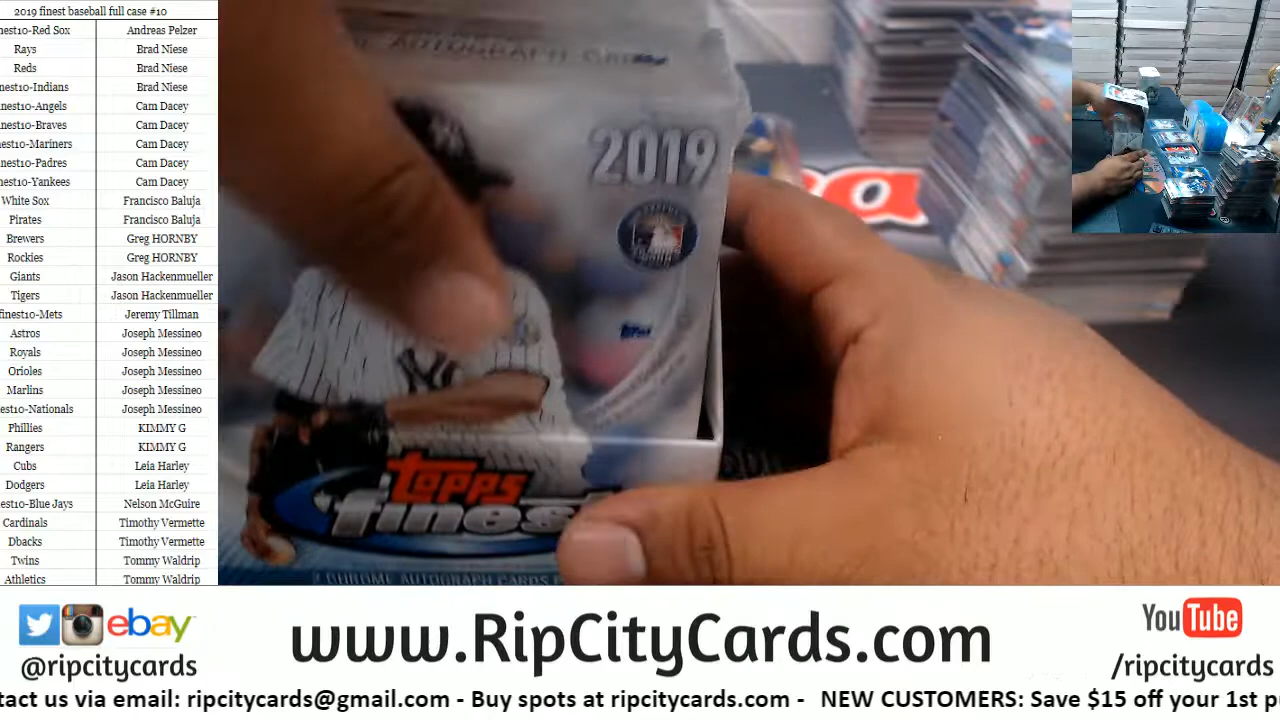 2019 finest baseball full case #10
nest10-Red Sox Andreas Pelzer
Rays Brad Niese
Reds Brad Niese
nest10-Indians Brad Niese
nest10-Angels Cam Dacey
nest10-Braves Cam Dacey
nest10-Mariners Cam Dacey
nest10-Padres Cam Dacey
nest10-Yankees Cam Dacey
White Sox Francisco Baluja
Pirates Francisco Baluja
Brewers Greg HORNBY
Rockies Greg HORNBY
Giants Jason Hackenmueller
Tigers Jason Hackenmueller
finest10-Mets Jeremy Tillman
Astros Joseph Messineo
Royals Joseph Messineo
Orioles Joseph Messineo
Marlins Joseph Messineo
est10-Nationals Joseph Messineo
Phillies KIMMY G
Rangers KIMMY G
Cubs Leia Harley
Dodgers Leia Harley
est10-Blue Jays Nelson McGuire
Cardinals Timothy Vermette
Dbacks Timothy Vermette
Twins Tommy Waldrip
Athletics Tommy Waldrip
AUTOGRAPH
2019
topps
NY
topps
fines
CHROME AUTOGRAPH CARDS
ebay
@ripcitycards
www.RipCityCards.com
YouTube
/ripcitycards
tact us via email: ripcitycards@gmail.com - Buy spots at ripcitycards.com - NEW CUSTOMERS: Save $15 off your 1st p